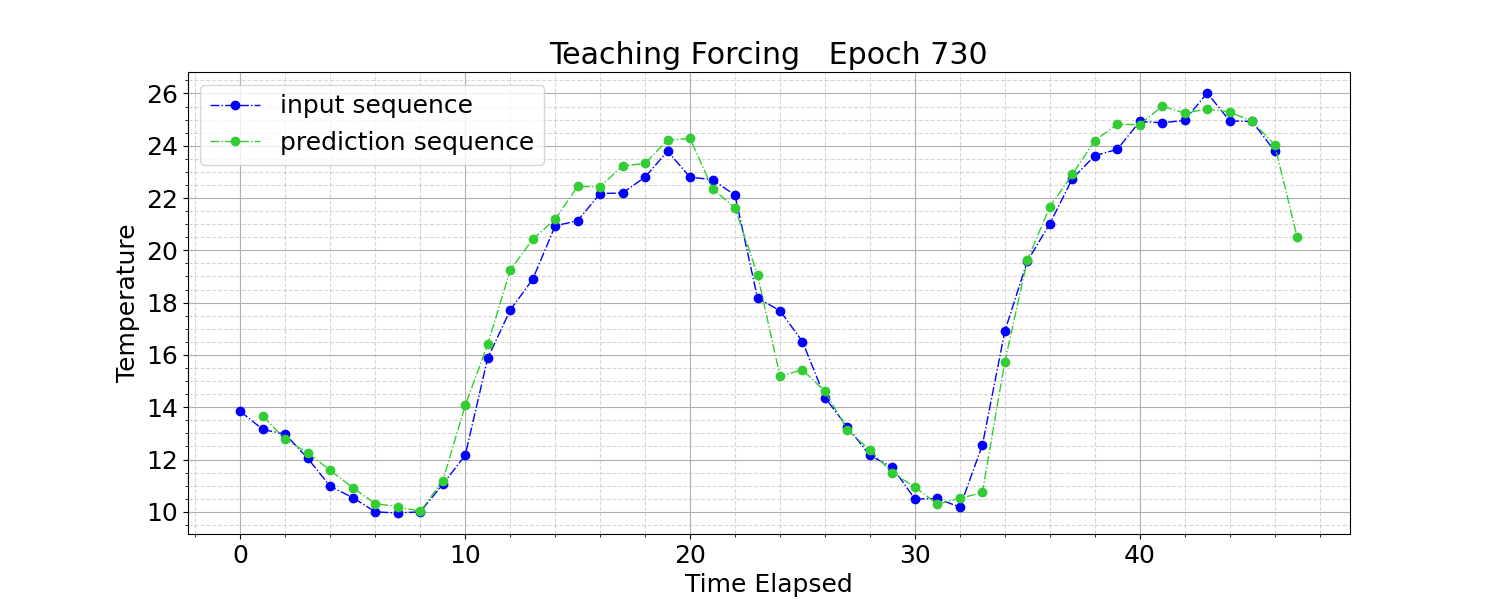 Teaching Forcing   Epoch 730
input sequence
prediction sequence
26
24
22
20
18
16
14
12
10
Temperature
0 10 20 30 40
Time Elapsed